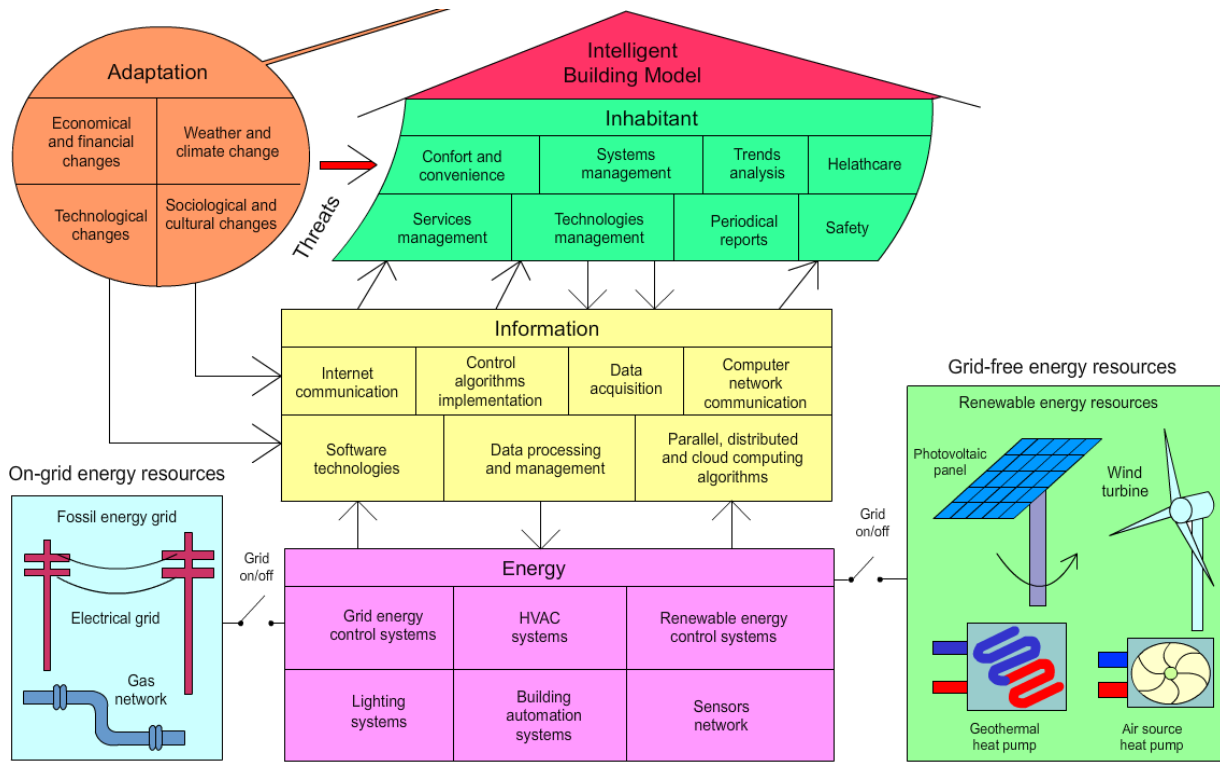 Adaptation
Economical
and financial
changes
Weather and
climate change
Technological
changes
Sociological and
cultural changes
Threats
Intelligent
Building Model
Inhabitant
Confort and
convenience
Systems
management
Trends
analysis
Helathcare
Services
management
Technologies
management
Periodical
reports
Safety
Information
Internet
communication
Control
algorithms
implementation
Data
acquisition
Computer
network
communication
Software
technologies
Data processing
and management
Parallel, distributed
and cloud computing
algorithms
On-grid energy resources
Fossil energy grid
Electrical grid
Gas
network
Grid
on/off
Energy
Grid energy
control systems
HVAC
systems
Renewable energy
control systems
Lighting
systems
Building
automation
systems
Sensors
network
Grid
on/off
Grid-free energy resources
Renewable energy resources
Photovoltaic
panel
Wind
turbine
Geothermal
heat pump
Air source
heat pump